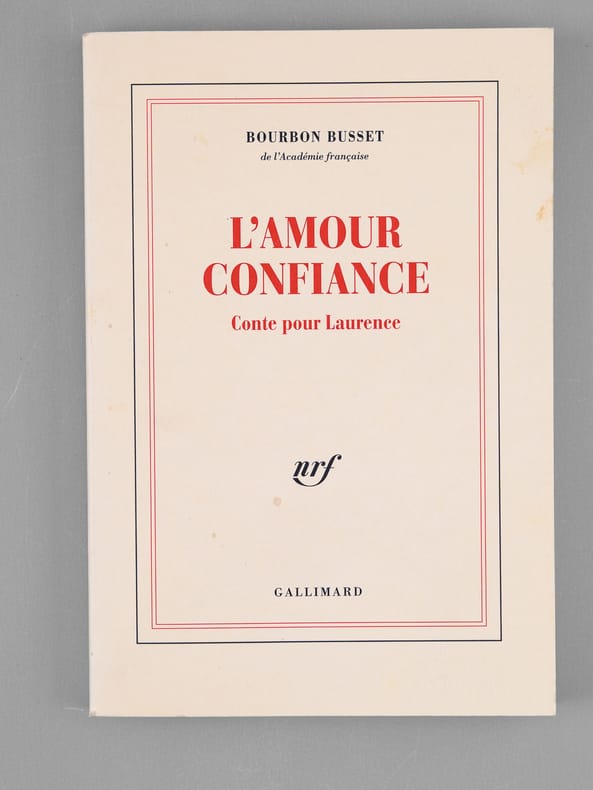 BOURBON BUSSET
de l'Académie française
L'AMOUR
CONFIANCE
Conte pour Laurence
nrf
GALLIMARD